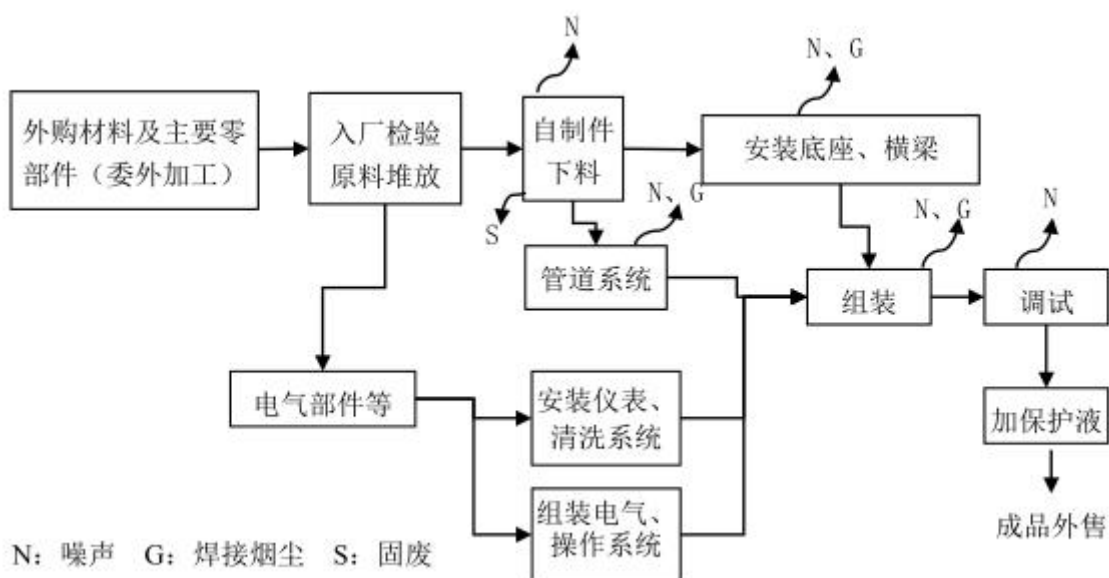 N
N、G
外购材料及主要零
部件（委外加工）
入厂检验
原料堆放
自制件
下料
安装底座、横梁
S
N、G
N、G
N
管道系统
组装
调试
电气部件等
安装仪表、
清洗系统
加保护液
组装电气、
操作系统
成品外售
N：噪声 G：焊接烟尘 S：固废